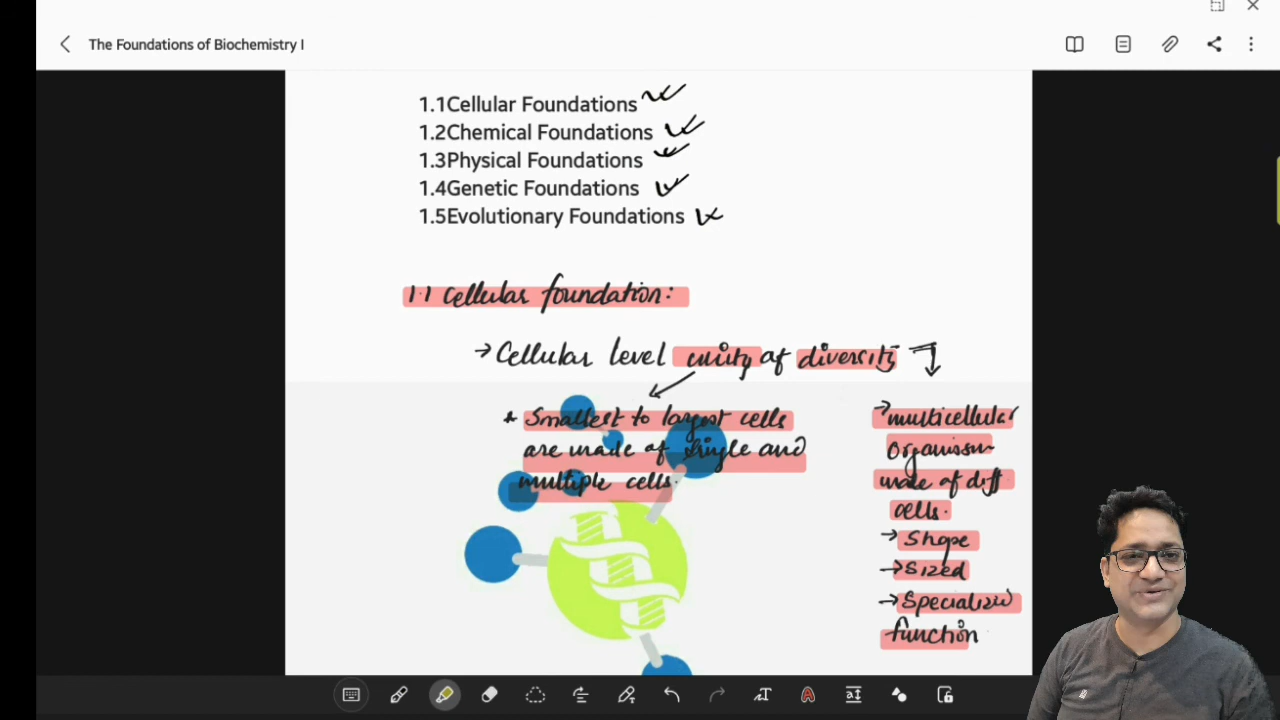 The Foundations of Biochemistry I
1.1Cellular Foundations
1.2Chemical Foundations
1.3Physical Foundations
1.4Genetic Foundations
1.5Evolutionary Foundations
1.1 Cellular foundation:
→ Cellular level unity of diversity
* Smallest to largest cells
are made of single and
multiple cells.
→ multicellular
Organism
made of diff
cells.
→ Shape
→ Sized
→ Specialized
function